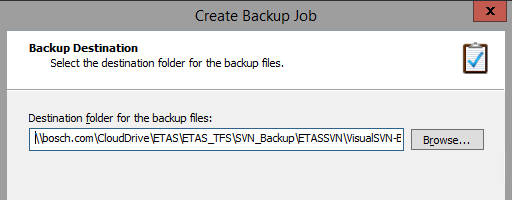 Create Backup Job
x
Backup Destination
Select the destination folder for the backup files.
Destination folder for the backup files:
\\bosch.com\CloudDrive\ETAS\ETAS_TFS\SVN_Backup\ETASSVN\VisualSVN-B
Browse...